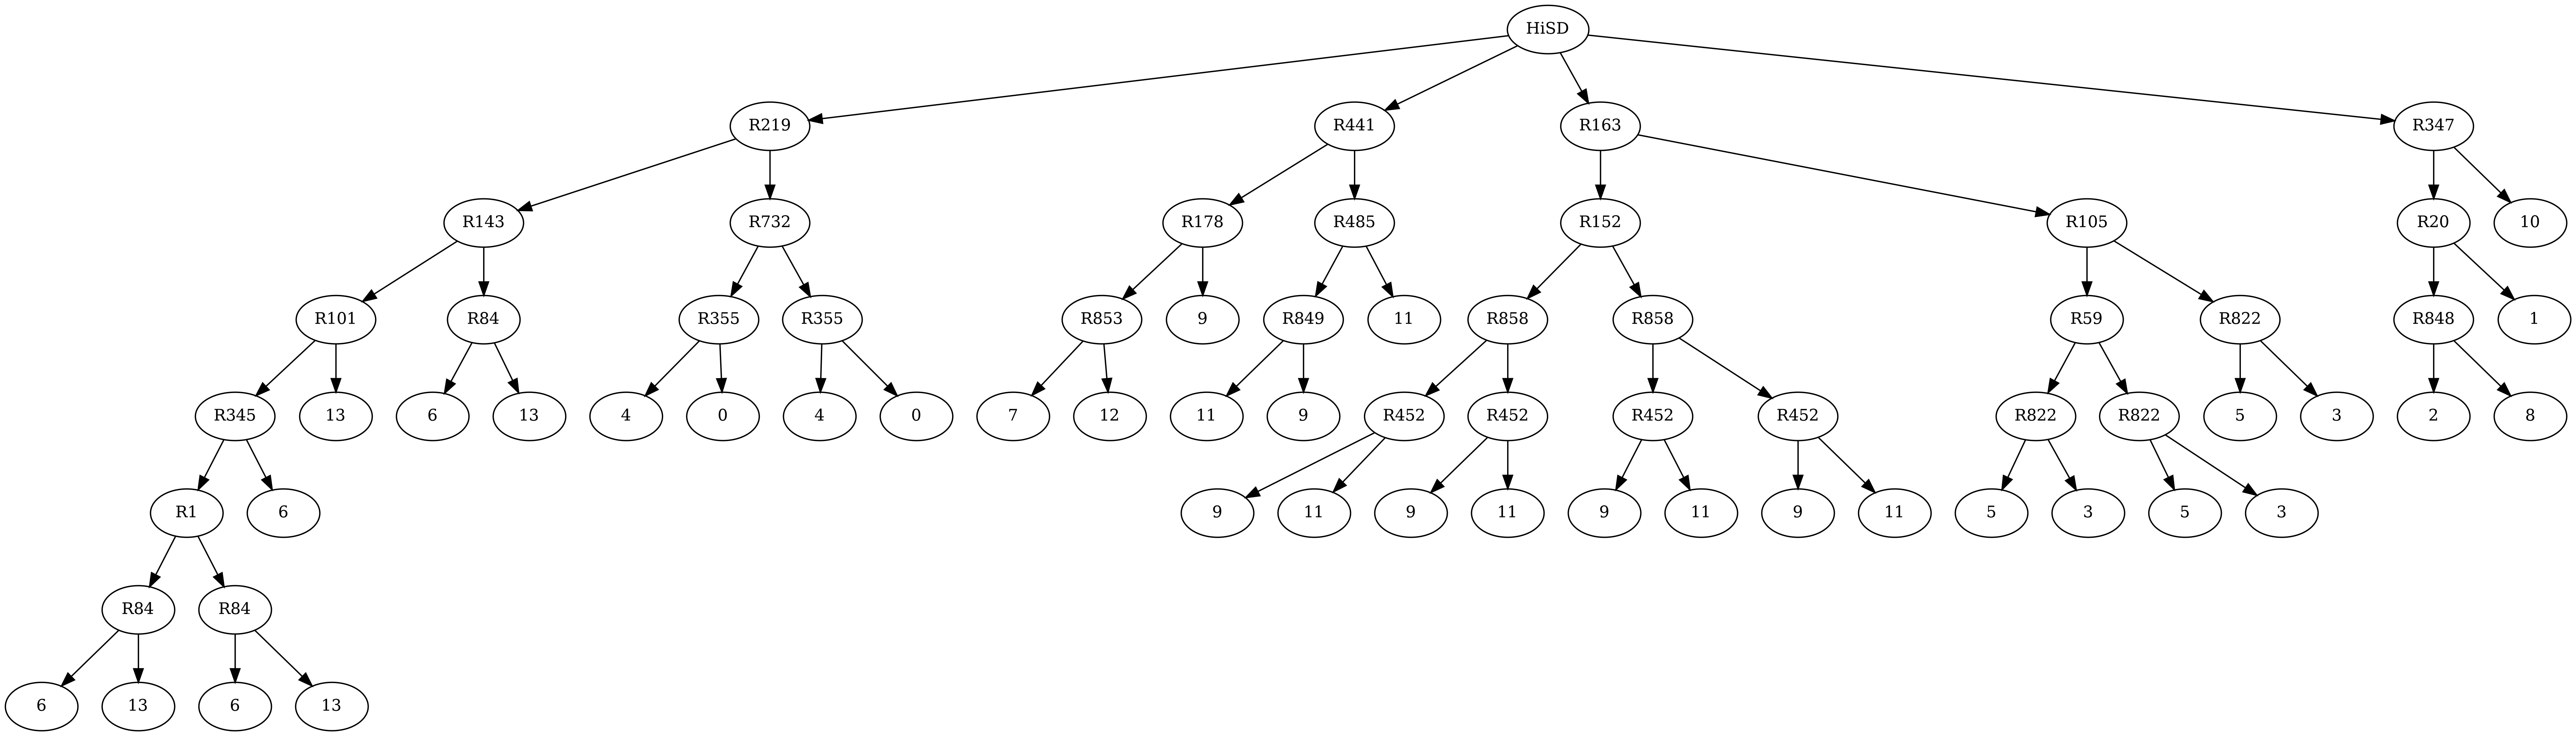 HiSD
R219 R441 R163 R347
R143 R732 R178 R485 R152 R105 R20 10
R101 R84 R355 R355 R853 9 R849 11 R858 R858 R59 R822 R848 1
R345 13 6 13 4 0 4 0 7 12 11 9 R452 R452 R452 R452 R822 R822 5 3 2 8
R1 6 9 11 9 11 9 11 9 11 5 3 5 3
R84 R84
6 13 6 13